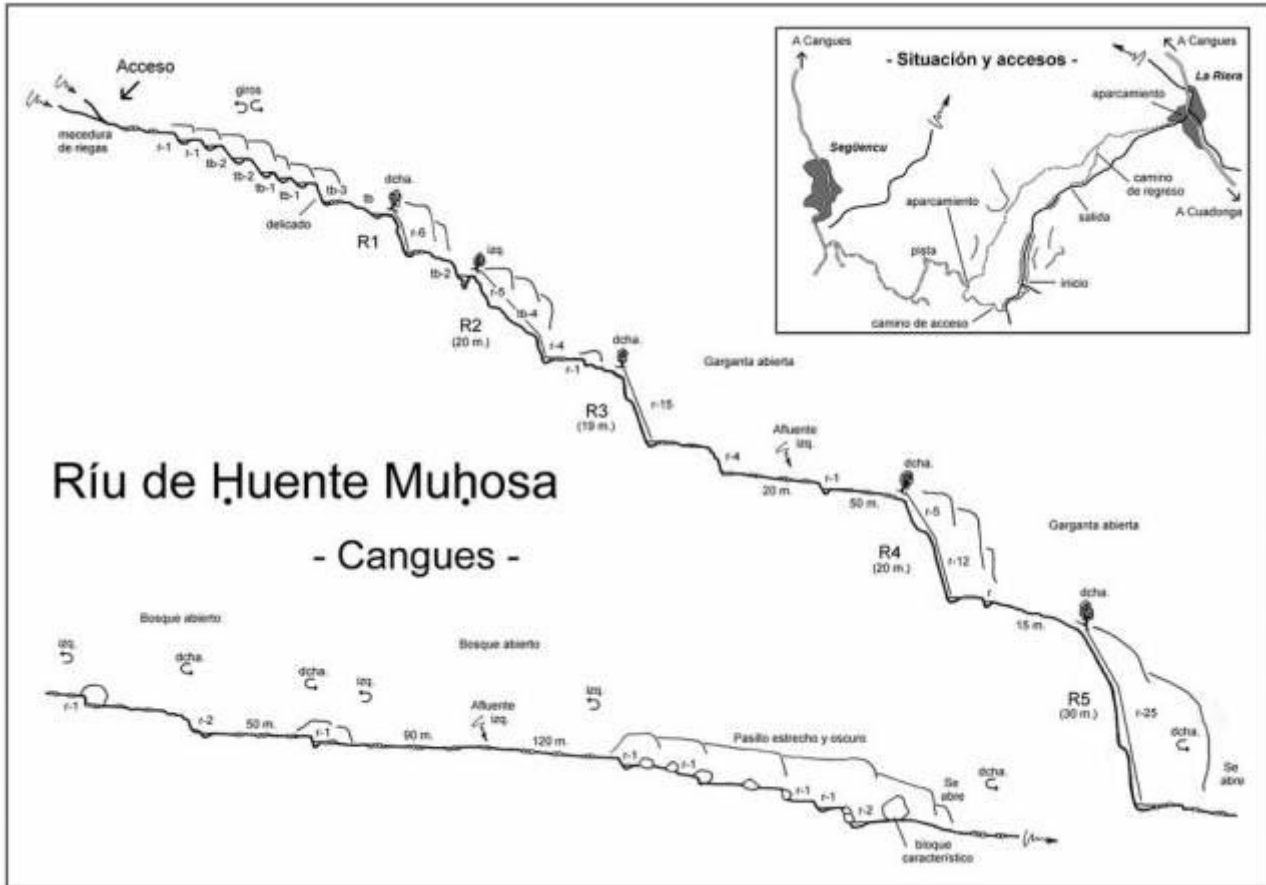 Acceso
mecedura
de riegas
giros
r-1
r-1
tb-2
tb-2
tb-1
tb-1
tb-3
delicado
tb
dcha.
R1
r-6
tb-2
izq.
r-5
tb-4
R2
(20 m.)
r-4
r-1
dcha.
R3
(19 m.)
r-15
Garganta abierta
r-4
Afluente
izq.
20 m.
r-1
50 m.
dcha.
r-5
R4
(20 m.)
r-12
Garganta abierta
r
15 m.
dcha.
R5
(30 m.)
r-25
dcha.
Se
abre
- Situación y accesos -
A Cangues
A Cangues
La Riera
aparcamiento
Següencu
aparcamiento
camino
de regreso
salida
A Cuadonga
pista
inicio
camino de acceso
Ríu de Ḥuente Muḥosa
- Cangues -
Bosque abierto
izq.
r-1
dcha.
r-2
50 m.
dcha.
r-1
izq.
90 m.
Bosque abierto
Afluente
izq.
120 m.
izq.
Pasillo estrecho y oscuro
r-1
r-1
r-1
r-1
r-2
Se
abre
dcha.
bloque
característico